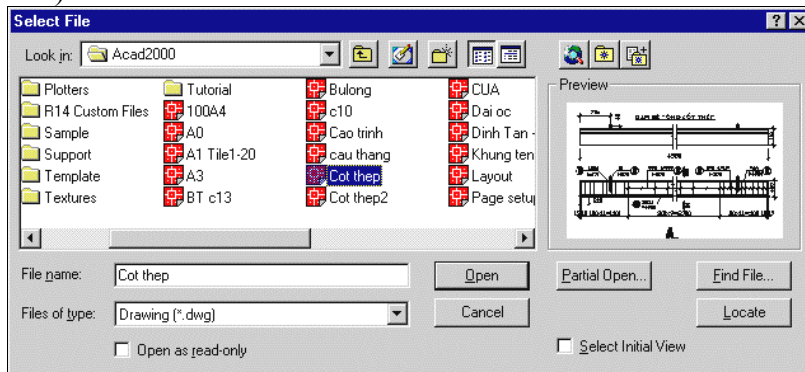 Select File
Look in: Acad2000
Plotters Tutorial Bulong CUA
R14 Custom Files 100A4 c10 Dai oc
Sample A0 Cao trinh Dinh Tan -
Support A1 Tile1-20 cau thang Khung ten
Template A3 Cot thep Layout
Textures BT c13 Cot thep2 Page setu
Preview
File name: Cot thep Open Partial Open... Find File...
Files of type: Drawing (*.dwg) Cancel Locate
Open as read-only Select Initial View